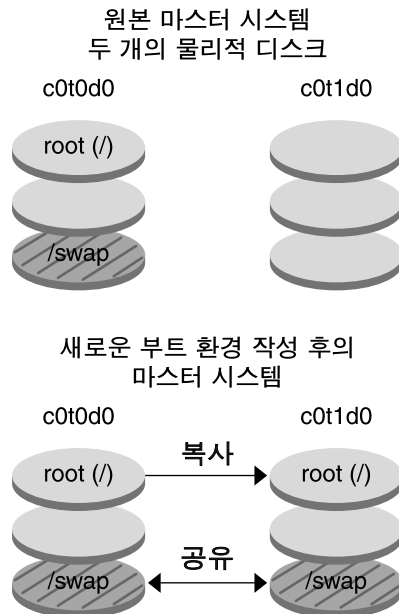 원본 마스터 시스템
두 개의 물리적 디스크
c0t0d0
c0t1d0
root (/)
/swap
새로운 부트 환경 작성 후의
마스터 시스템
c0t0d0
c0t1d0
root (/)
복사
root (/)
/swap
공유
/swap